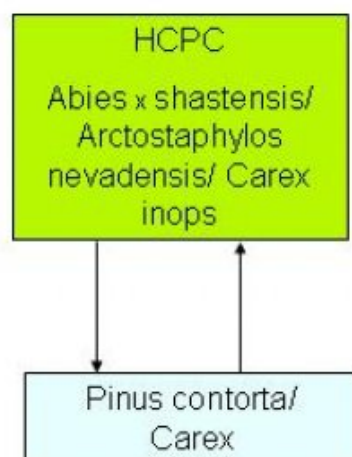 HCPC
Abies x shastensis/
Arctostaphylos
nevadensis/ Carex
inops
Pinus contorta/
Carex